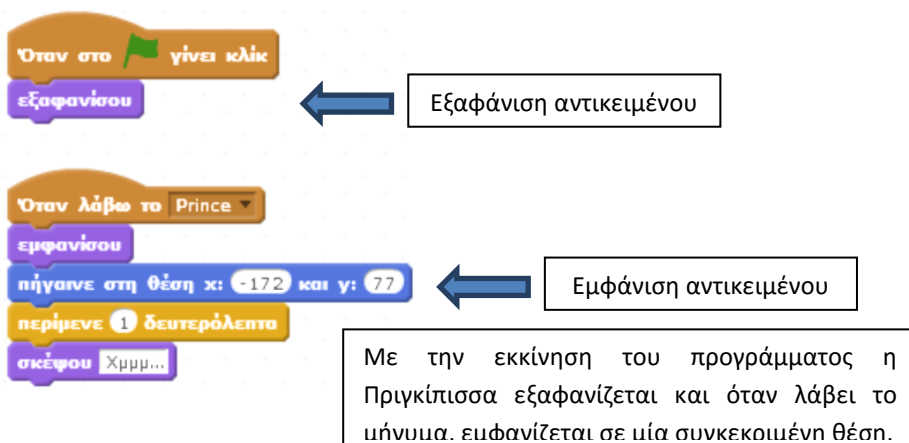 Όταν στο γίνει κλίκ
εξαφανίσου
Εξαφάνιση αντικειμένου
Όταν λάβω το Prince
εμφανίσου
πήγαινε στη θέση x: -172 και y: 77
Εμφάνιση αντικειμένου
περίμενε 1 δευτερόλεπτα
σκέψου Χμμμ...
Με την εκκίνηση του προγράμματος η
Πριγκίπισσα εξαφανίζεται και όταν λάβει το
μήνυμα, εμφανίζεται σε μία συγκεκριμένη θέση.